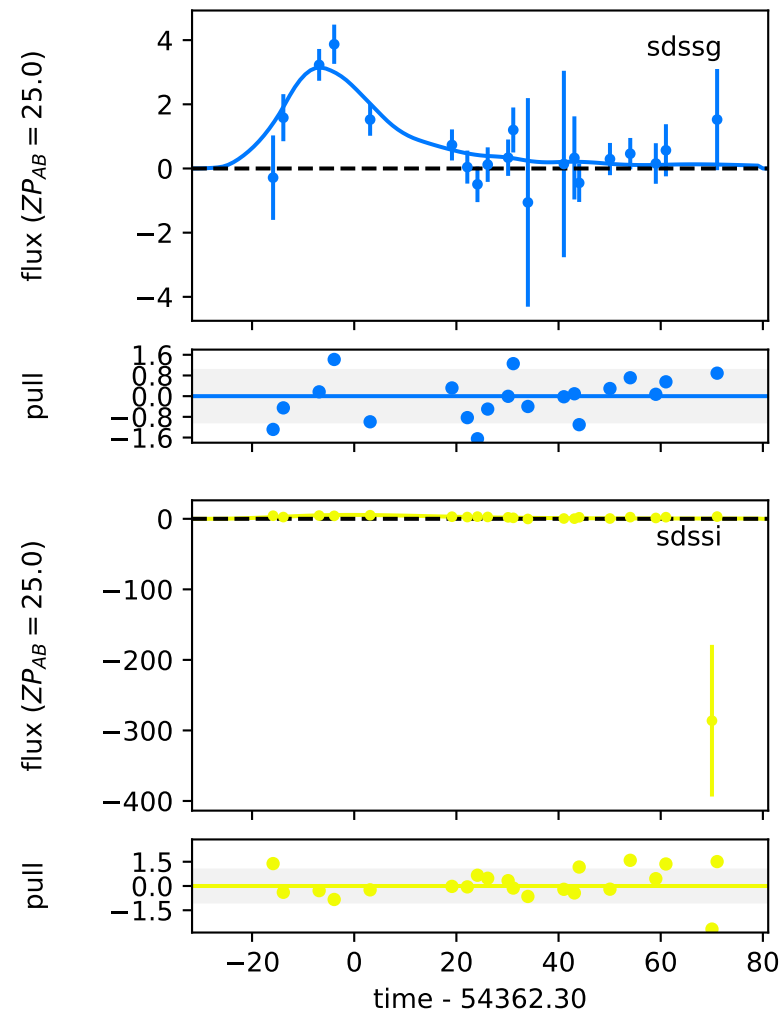 flux (ZP_AB = 25.0)
4
2
0
−2
−4
sdssg
pull
1.6
0.8
0.0
−0.8
−1.6
flux (ZP_AB = 25.0)
0
−100
−200
−300
−400
sdssi
pull
1.5
0.0
−1.5
−20 0 20 40 60 80
time - 54362.30